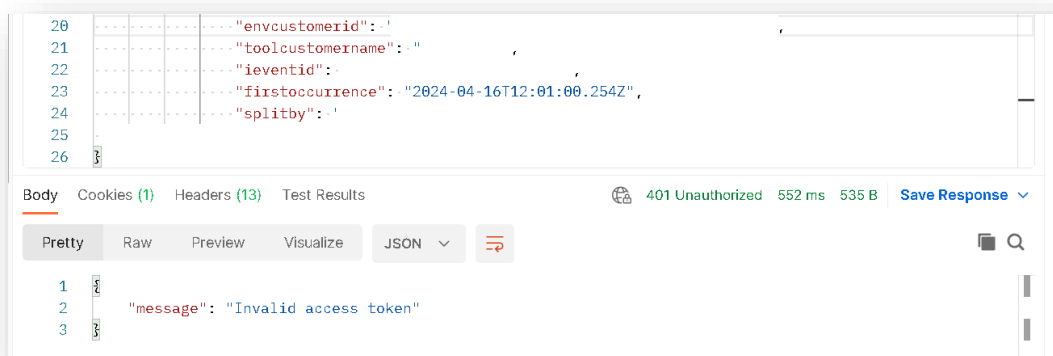 20 "envcustomerid": ' ,
21 "toolcustomername": " ,
22 "ieventid": ,
23 "firstoccurrence": "2024-04-16T12:01:00.254Z",
24 "splitby": '
25
26 }
Body Cookies (1) Headers (13) Test Results 401 Unauthorized 552 ms 535 B Save Response
Pretty Raw Preview Visualize JSON
1 {
2 "message": "Invalid access token"
3 }